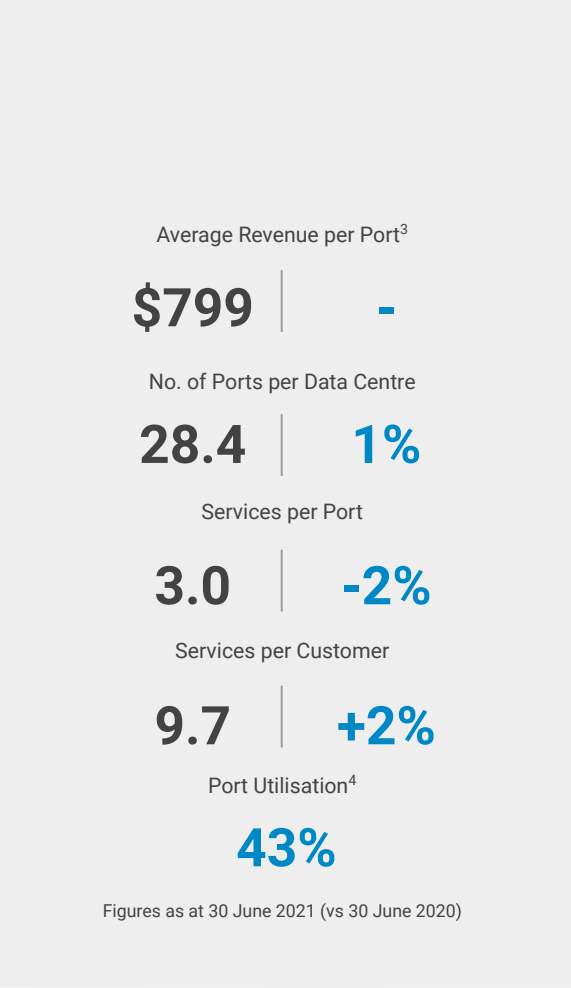 Average Revenue per Port³
$799 -
No. of Ports per Data Centre
28.4 1%
Services per Port
3.0 -2%
Services per Customer
9.7 +2%
Port Utilisation⁴
43%
Figures as at 30 June 2021 (vs 30 June 2020)